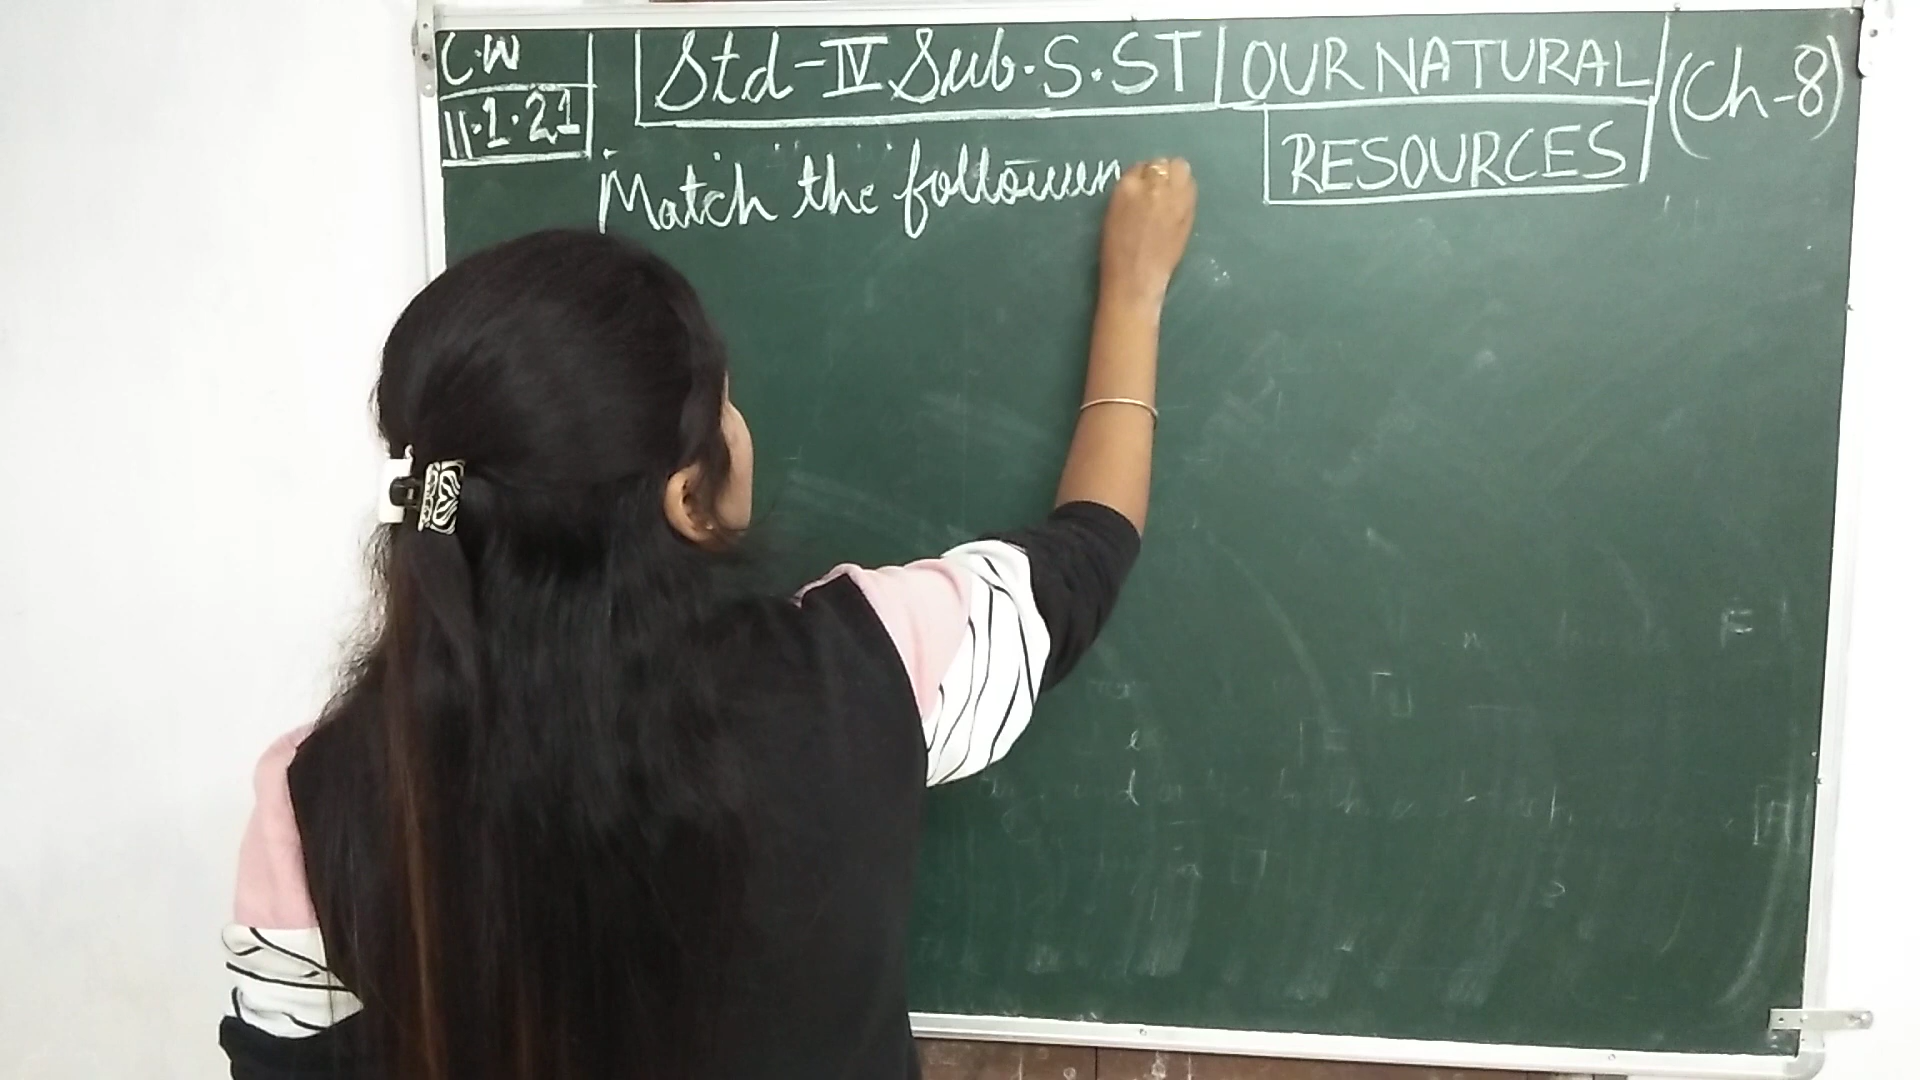 C.W
11.1.21
Std-IV Sub.S.ST
OUR NATURAL
RESOURCES
(Ch-8)
Match the